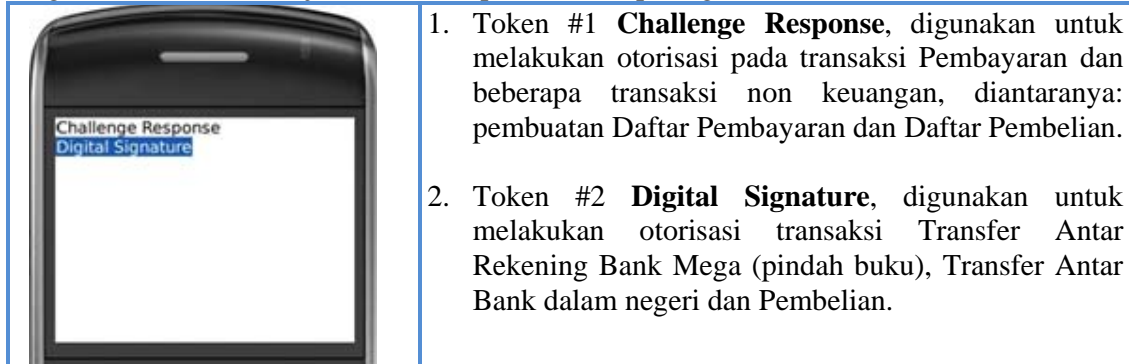 Challenge Response
Digital Signature
1. Token #1 Challenge Response, digunakan untuk
melakukan otorisasi pada transaksi Pembayaran dan
beberapa transaksi non keuangan, diantaranya:
pembuatan Daftar Pembayaran dan Daftar Pembelian.
2. Token #2 Digital Signature, digunakan untuk
melakukan otorisasi transaksi Transfer Antar
Rekening Bank Mega (pindah buku), Transfer Antar
Bank dalam negeri dan Pembelian.